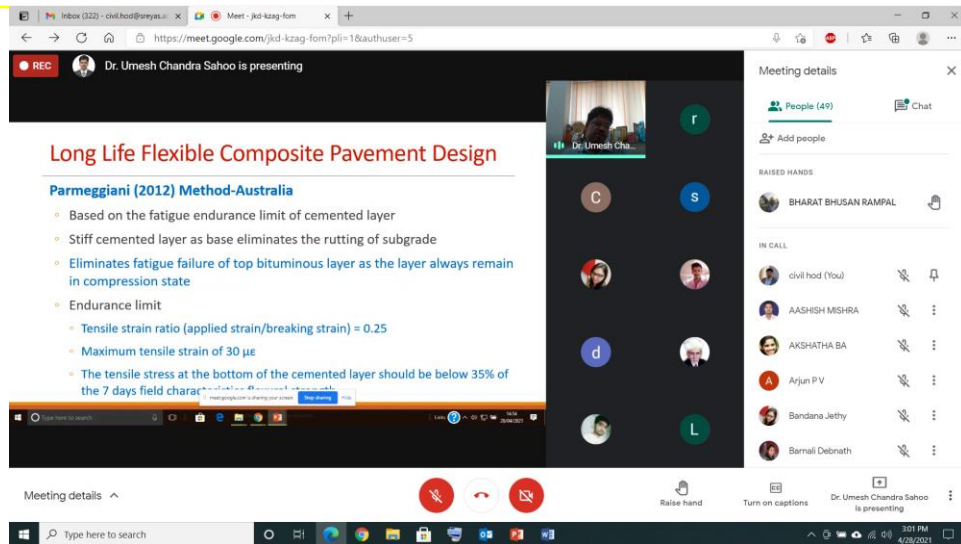 Inbox (322) - civil.hod@sreyas.a
Meet - jkd-kzag-fom
https://meet.google.com/jkd-kzag-fom?pli=1&authuser=5
REC
Dr. Umesh Chandra Sahoo is presenting
Long Life Flexible Composite Pavement Design
Parmeggiani (2012) Method-Australia
Based on the fatigue endurance limit of cemented layer
Stiff cemented layer as base eliminates the rutting of subgrade
Eliminates fatigue failure of top bituminous layer as the layer always remain
in compression state
Endurance limit
Tensile strain ratio (applied strain/breaking strain) = 0.25
Maximum tensile strain of 30 με
The tensile stress at the bottom of the cemented layer should be below 35% of
the 7 days field
meet.google.com is sharing your screen
Stop sharing
Hide
Type here to search
28/04/2021
Dr. Umesh Cha...
r
C
s
d
L
Meeting details
People (49)
Chat
Add people
RAISED HANDS
BHARAT BHUSAN RAMPAL
IN CALL
civil hod (You)
AASHISH MISHRA
AKSHATHA BA
A
Arjun P V
Bandana Jethy
Barnali Debnath
Meeting details
Raise hand
Turn on captions
Dr. Umesh Chandra Sahoo
is presenting
Type here to search
3:01 PM
4/28/2021